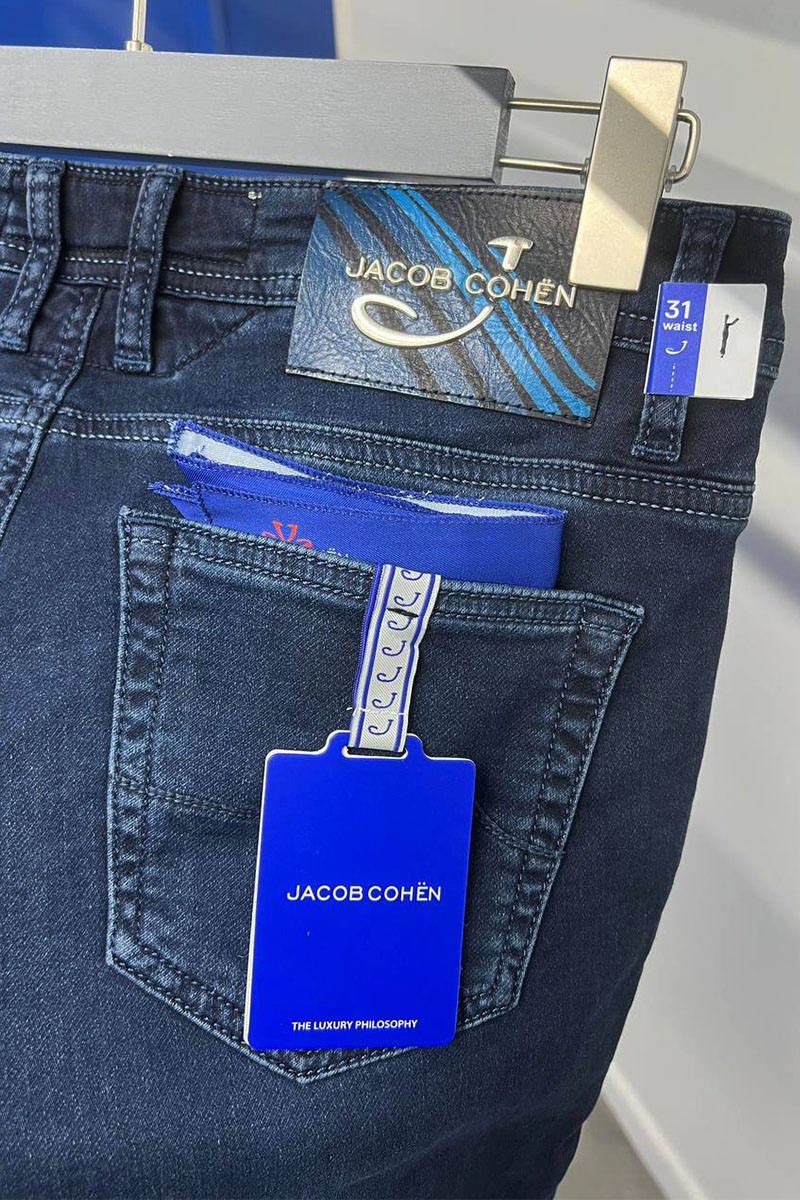 JACOB COHËN
31
waist
JACOB COHËN
THE LUXURY PHILOSOPHY